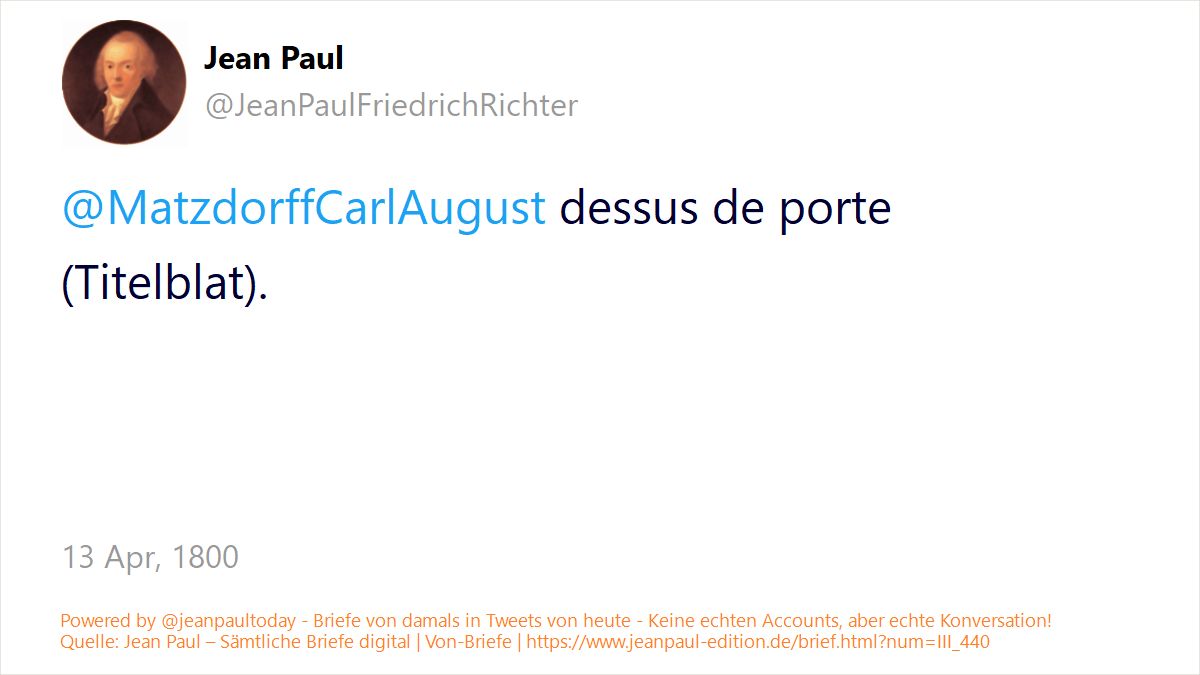 Jean Paul
@JeanPaulFriedrichRichter
@MatzdorffCarlAugust dessus de porte
(Titelblat).
13 Apr, 1800
Powered by @jeanpaultoday - Briefe von damals in Tweets von heute - Keine echten Accounts, aber echte Konversation!
Quelle: Jean Paul – Sämtliche Briefe digital | Von-Briefe | https://www.jeanpaul-edition.de/brief.html?num=III_440